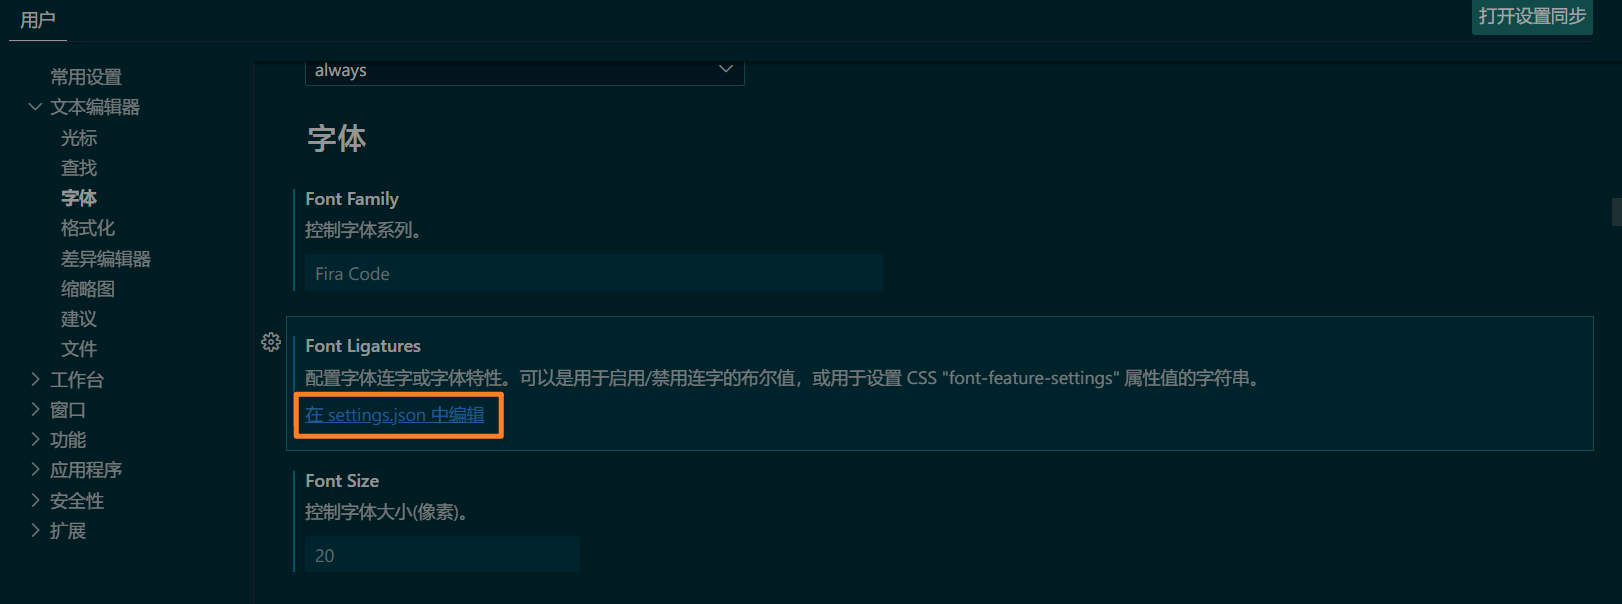 用户
打开设置同步
常用设置
文本编辑器
光标
查找
字体
格式化
差异编辑器
缩略图
建议
文件
工作台
窗口
功能
应用程序
安全性
扩展
always
字体
Font Family
控制字体系列。
Fira Code
Font Ligatures
配置字体连字或字体特性。可以是用于启用/禁用连字的布尔值，或用于设置 CSS "font-feature-settings" 属性值的字符串。
在 settings.json 中编辑
Font Size
控制字体大小(像素)。
20